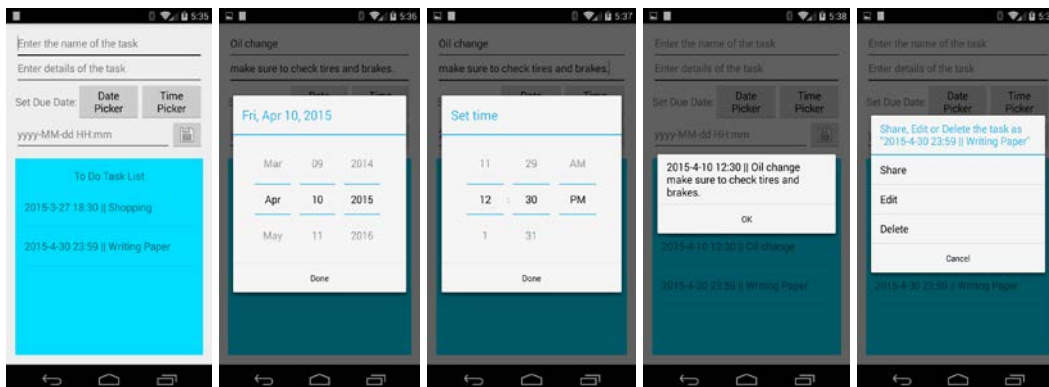 5:35
Enter the name of the task
Enter details of the task
Set Due Date:
Date
Picker
Time
Picker
yyyy-MM-dd HH:mm
To Do Task List
2015-3-27 18:30 || Shopping
2015-4-30 23:59 || Writing Paper
5:36
Oil change
make sure to check tires and brakes.
Fri, Apr 10, 2015
Mar 09 2014
Apr 10 2015
May 11 2016
Done
5:37
Oil change
make sure to check tires and brakes.
Set time
11 29 AM
12 : 30 PM
1 31
Done
5:38
Enter the name of the task
Enter details of the task
Set Due Date:
Date
Picker
Time
Picker
yyyy-MM-dd HH:mm
2015-4-10 12:30 || Oil change
make sure to check tires and
brakes.
OK
2015-4-10 12:30 || Oil change
2015-4-30 23:59 || Writing Paper
Enter the name of the task
Enter details of the task
Set Due Date:
Date
Picker
Time
Picker
Share, Edit or Delete the task as
"2015-4-30 23:59 || Writing Paper"
Share
Edit
Delete
Cancel
2015-4-30 23:59 || Writing Paper